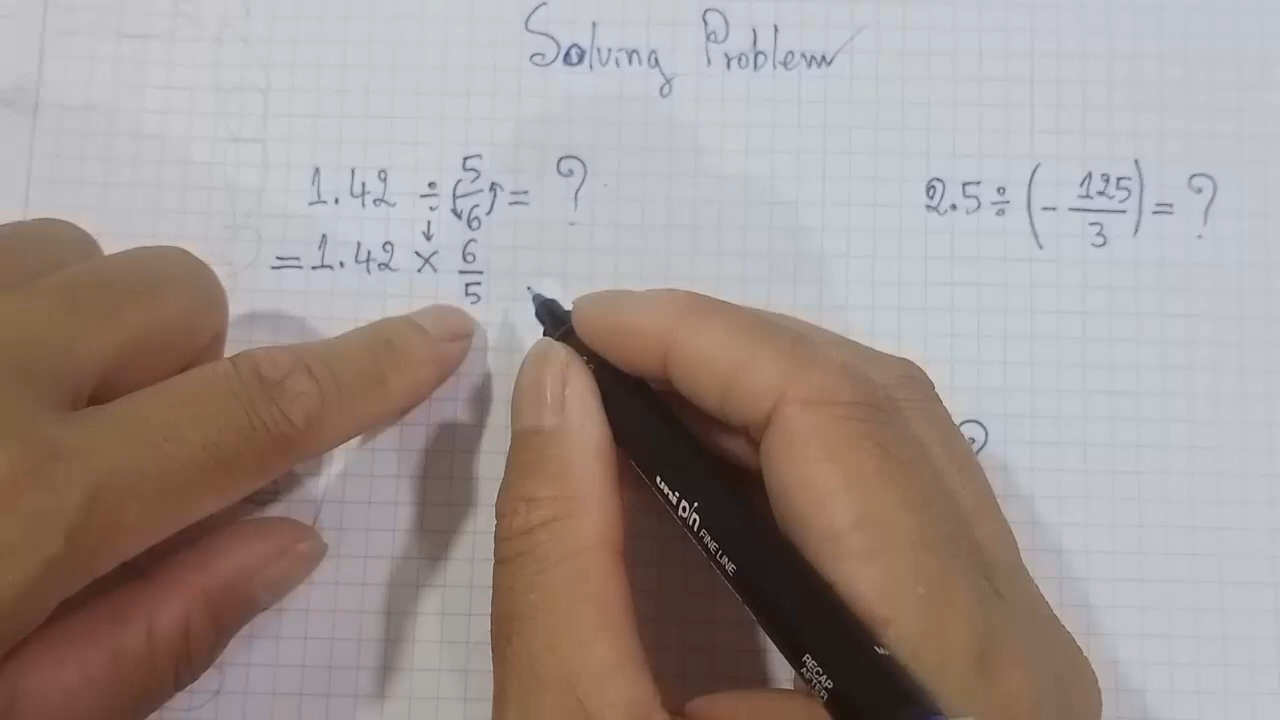 Solving Problem
1.42 ÷ 5/6 = ?
= 1.42 × 6/5
2.5 ÷ (- 125/3) = ?
uni pin FINE LINE
RECAP
AFTER